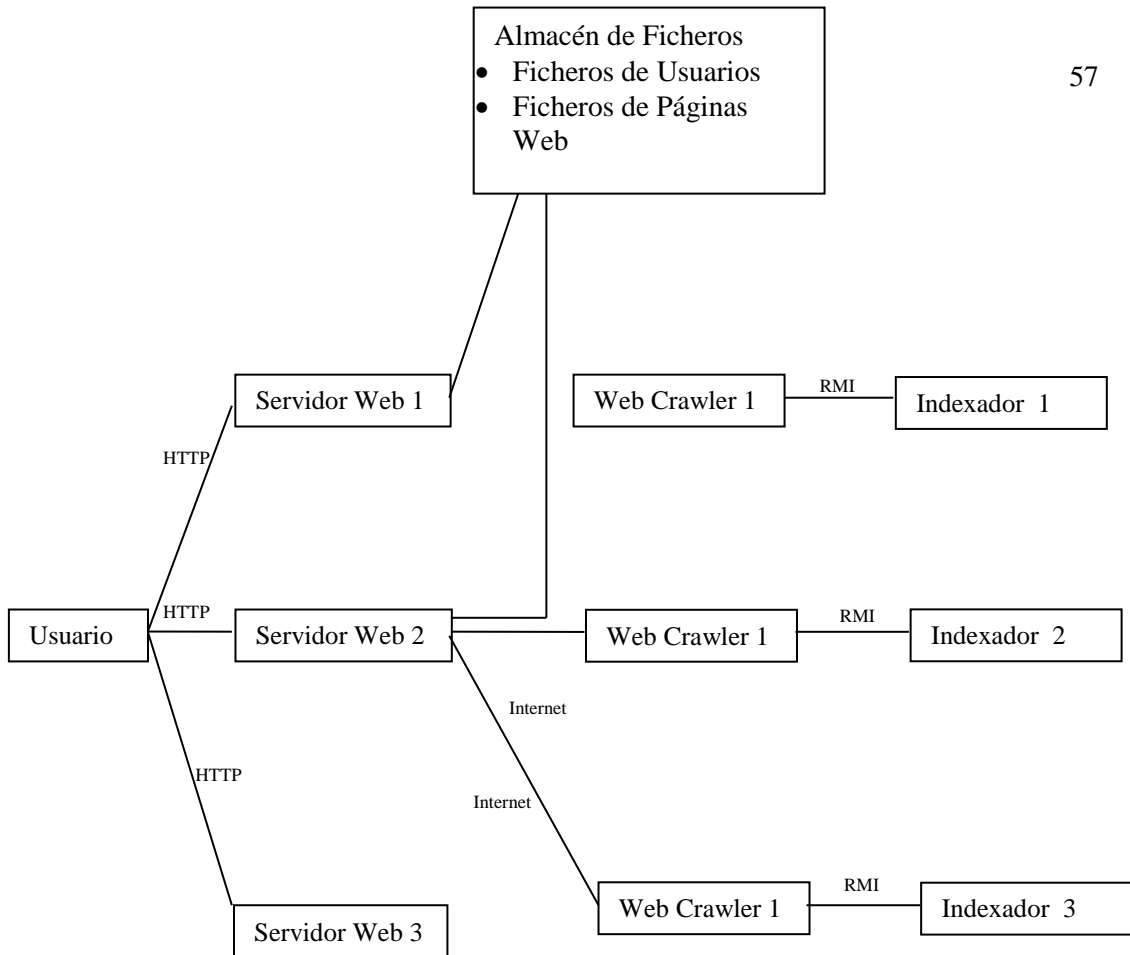 Almacén de Ficheros
• Ficheros de Usuarios
• Ficheros de Páginas
Web
57
Servidor Web 1
Web Crawler 1
RMI
Indexador 1
HTTP
Usuario
HTTP
Servidor Web 2
Web Crawler 1
RMI
Indexador 2
Internet
HTTP
Internet
Servidor Web 3
Web Crawler 1
RMI
Indexador 3